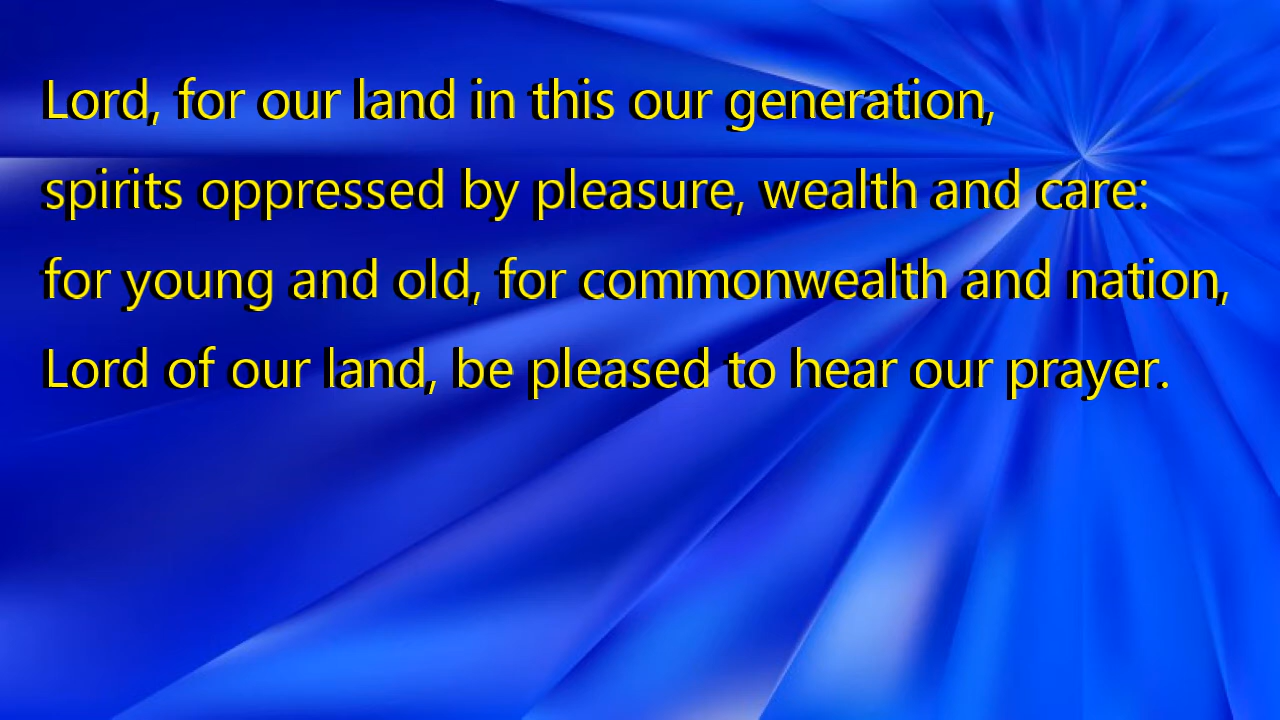 Lord, for our land in this our generation,
spirits oppressed by pleasure, wealth and care:
for young and old, for commonwealth and nation,
Lord of our land, be pleased to hear our prayer.